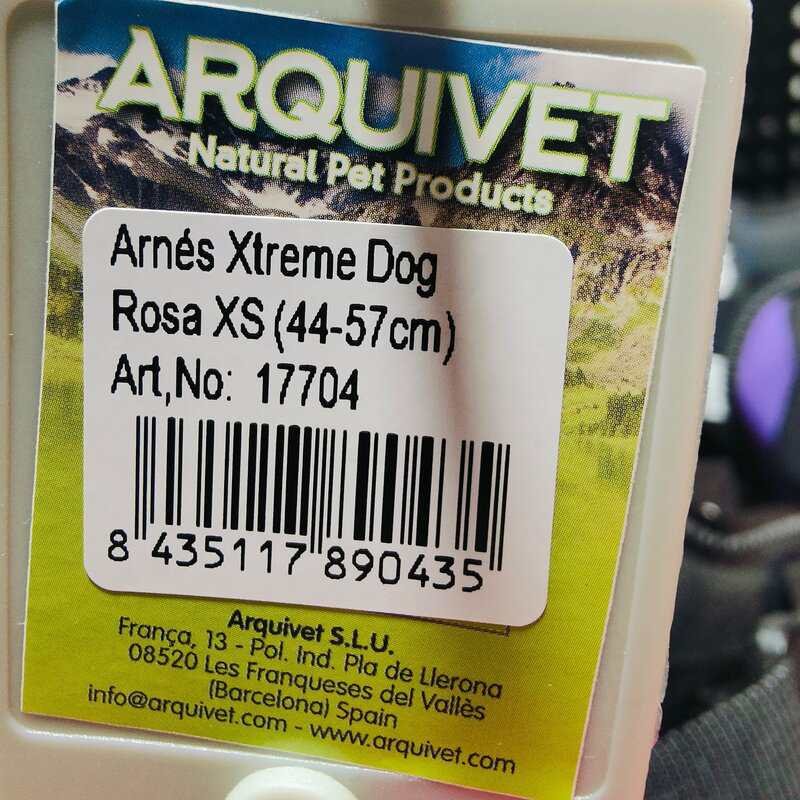 ARQUIVET
Natural Pet Products
Arnés Xtreme Dog
Rosa XS (44-57cm)
Art,No: 17704
8 435117 890435
Arquivet S.L.U.
França, 13 - Pol. Ind. Pla de Llerona
08520 Les Franqueses del Vallès
(Barcelona) Spain
info@arquivet.com - www.arquivet.com